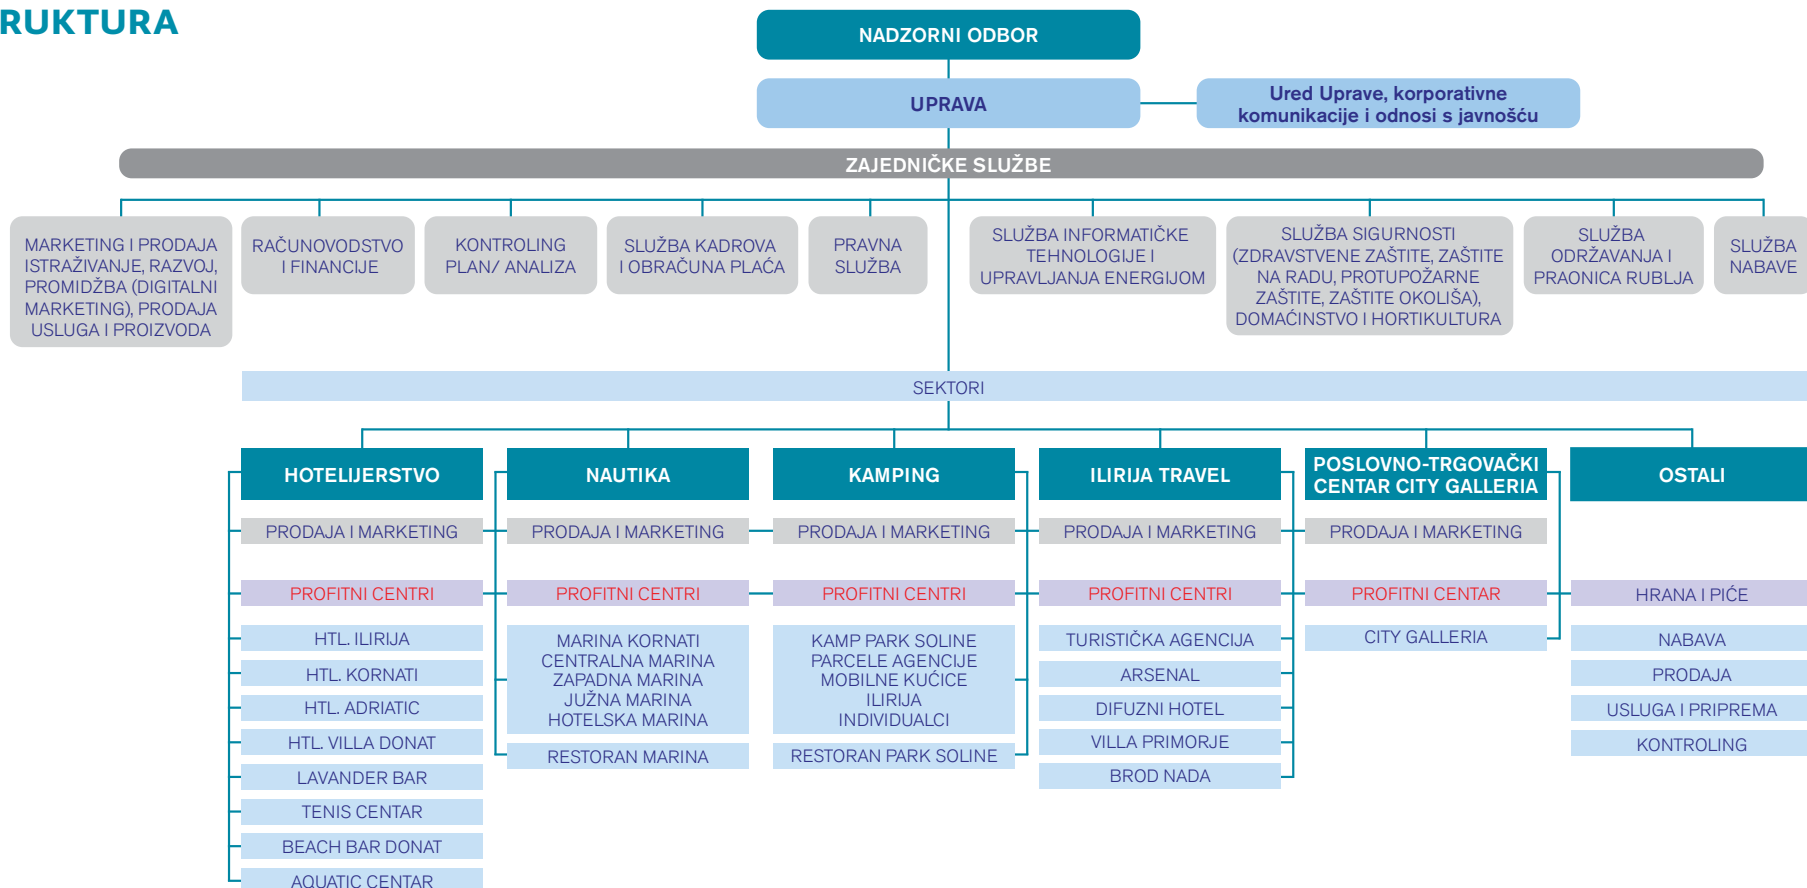 RUKTURA
NADZORNI ODBOR
UPRAVA
Ured Uprave, korporativne
komunikacije i odnosi s javnošću
ZAJEDNIČKE SLUŽBE
MARKETING I PRODAJA
ISTRAŽIVANJE, RAZVOJ,
PROMIDŽBA (DIGITALNI
MARKETING), PRODAJA
USLUGA I PROIZVODA
RAČUNOVODSTVO
I FINANCIJE
KONTROLING
PLAN/ ANALIZA
SLUŽBA KADROVA
I OBRAČUNA PLAĆA
PRAVNA
SLUŽBA
SLUŽBA INFORMATIČKE
TEHNOLOGIJE I
UPRAVLJANJA ENERGIJOM
SLUŽBA SIGURNOSTI
(ZDRAVSTVENE ZAŠTITE, ZAŠTITE
NA RADU, PROTUPOŽARNE
ZAŠTITE, ZAŠTITE OKOLIŠA),
DOMAĆINSTVO I HORTIKULTURA
SLUŽBA
ODRŽAVANJA I
PRAONICA RUBLJA
SLUŽBA
NABAVE
SEKTORI
HOTELIJERSTVO
PRODAJA I MARKETING
PROFITNI CENTRI
HTL. ILIRIJA
HTL. KORNATI
HTL. ADRIATIC
HTL. VILLA DONAT
LAVANDER BAR
TENIS CENTAR
BEACH BAR DONAT
AQUATIC CENTAR
NAUTIKA
PRODAJA I MARKETING
PROFITNI CENTRI
MARINA KORNATI
CENTRALNA MARINA
ZAPADNA MARINA
JUŽNA MARINA
HOTELSKA MARINA
RESTORAN MARINA
KAMPING
PRODAJA I MARKETING
PROFITNI CENTRI
KAMP PARK SOLINE
PARCELE AGENCIJE
MOBILNE KUĆICE
ILIRIJA
INDIVIDUALCI
RESTORAN PARK SOLINE
ILIRIJA TRAVEL
PRODAJA I MARKETING
PROFITNI CENTRI
TURISTIČKA AGENCIJA
ARSENAL
DIFUZNI HOTEL
VILLA PRIMORJE
BROD NADA
POSLOVNO-TRGOVAČKI
CENTAR CITY GALLERIA
PRODAJA I MARKETING
PROFITNI CENTAR
CITY GALLERIA
OSTALI
HRANA I PIĆE
NABAVA
PRODAJA
USLUGA I PRIPREMA
KONTROLING